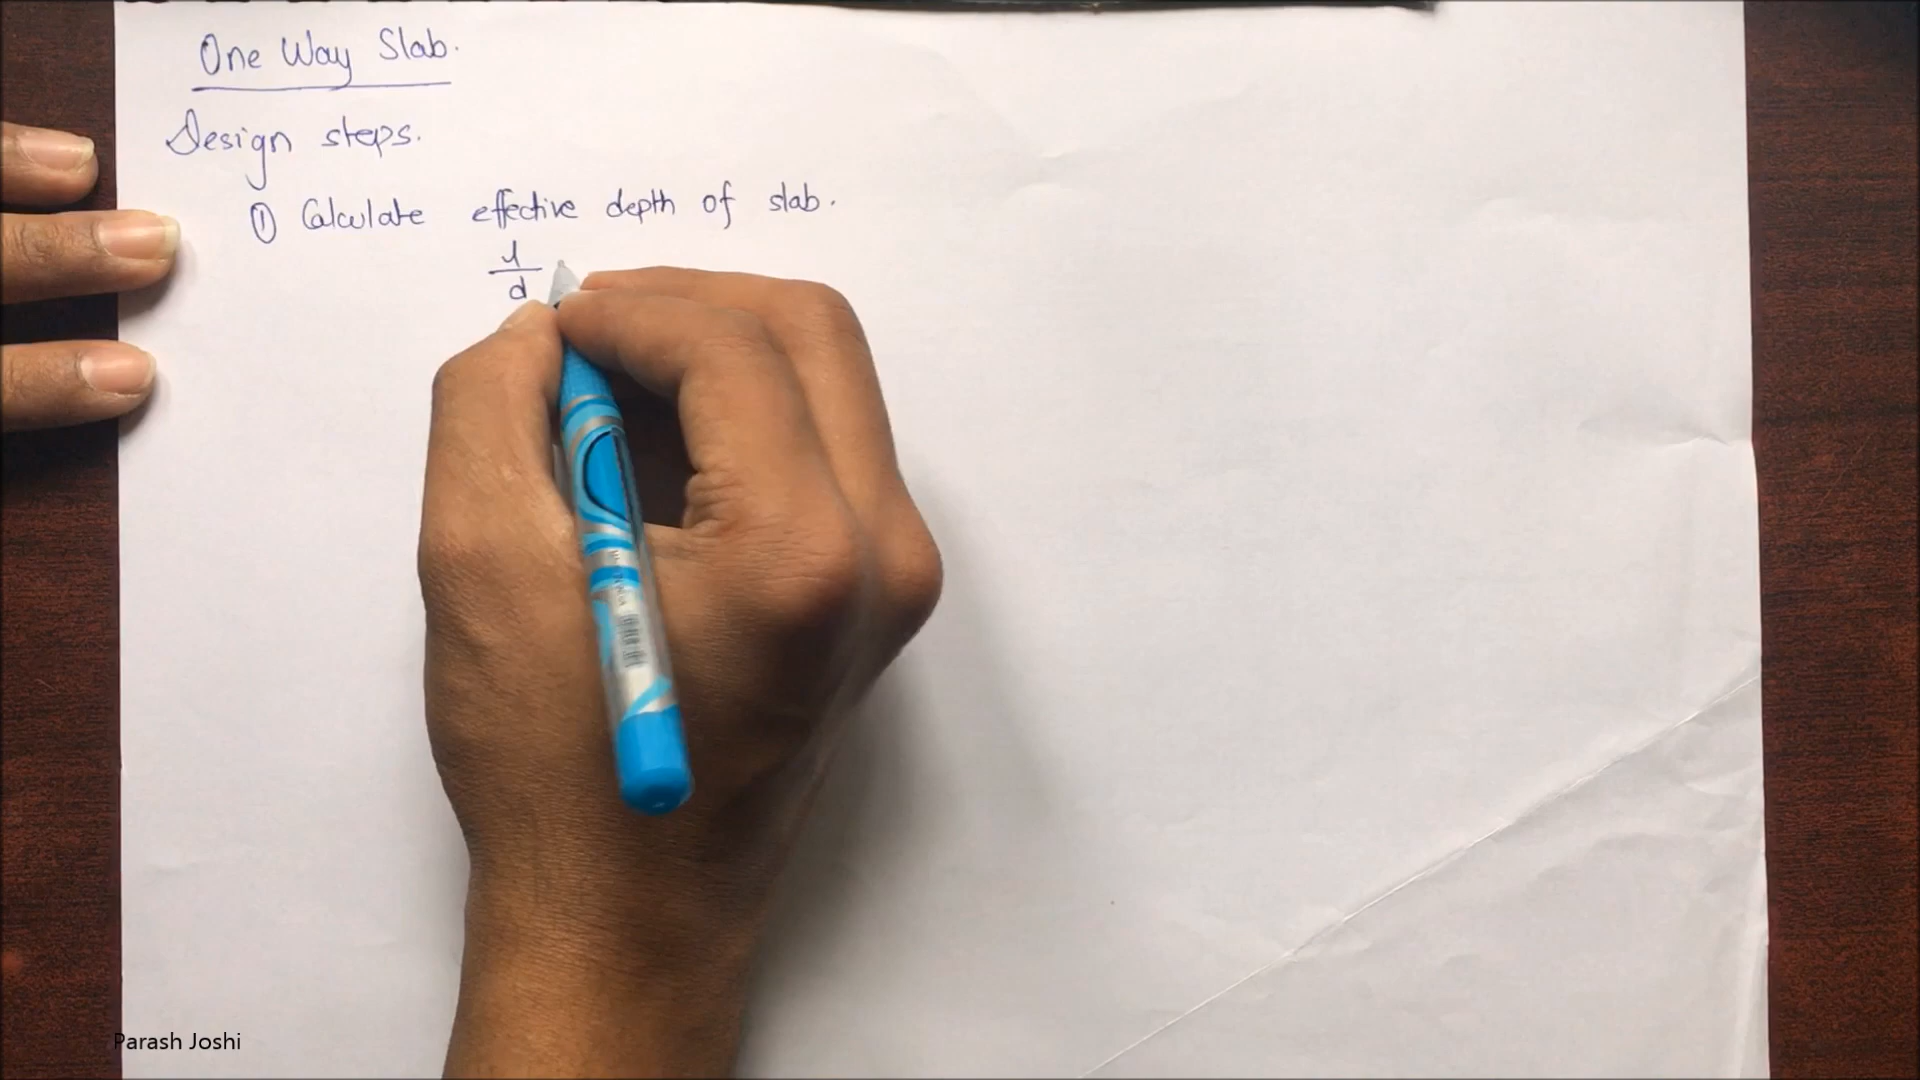 One Way Slab.
Design steps.
① Calculate effective depth of slab.
l
d
Parash Joshi